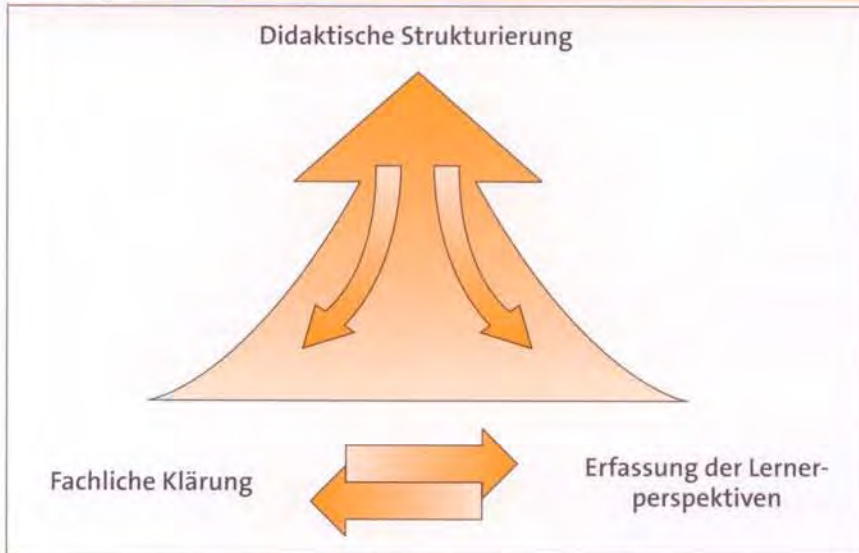 Didaktische Strukturierung
Fachliche Klärung
Erfassung der Lerner-
perspektiven